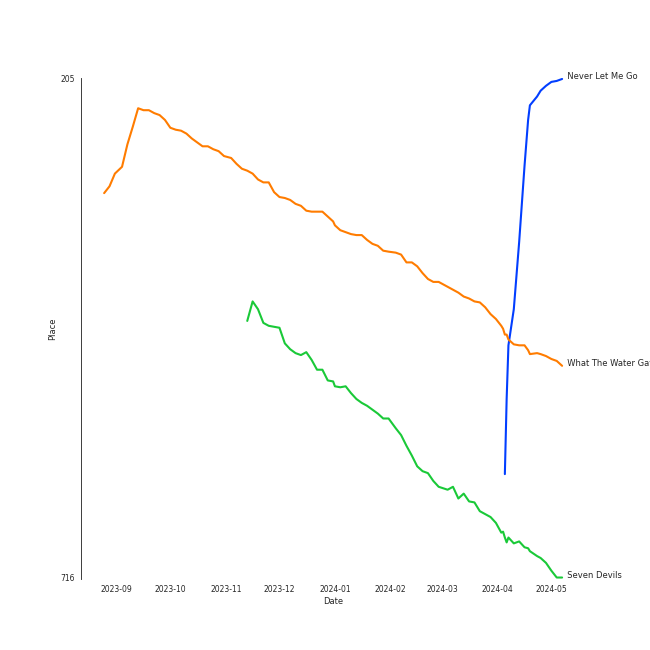 Never Let Me Go
205
Place
What The Water Ga
Seven Devils
716
2023-09 2023-10 2023-11 2023-12 2024-01 2024-02 2024-03 2024-04 2024-05
Date